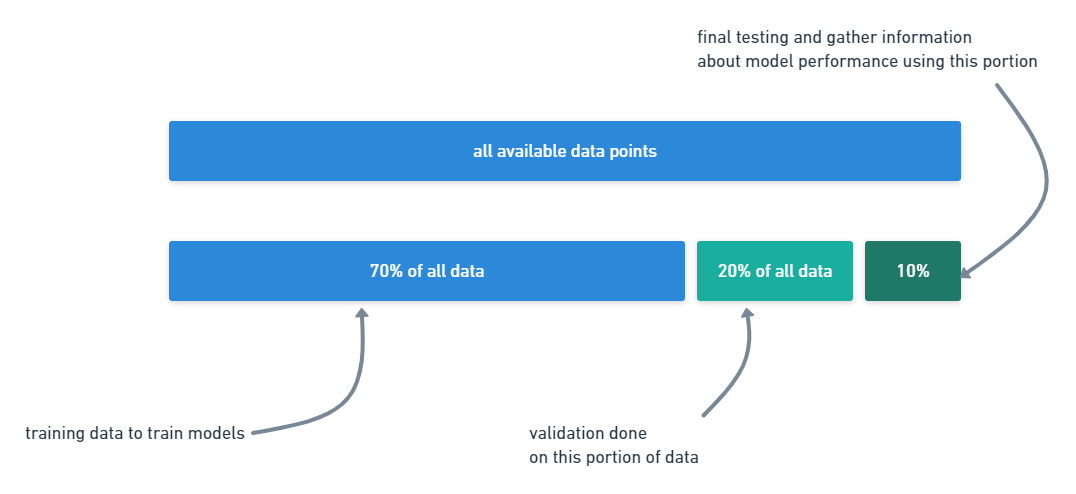 final testing and gather information
about model performance using this portion
all available data points
70% of all data
20% of all data
10%
training data to train models
validation done
on this portion of data